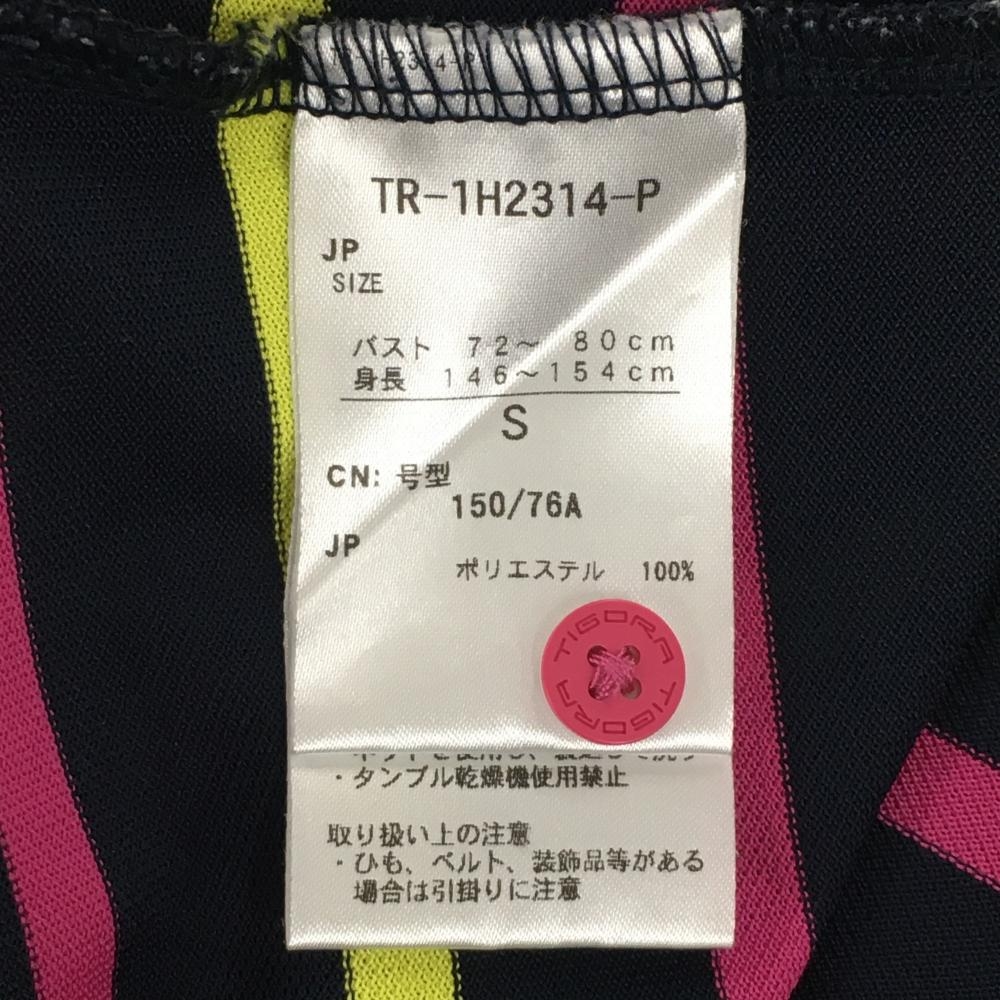 TR-1H2314-P
JP
SIZE
バスト 72～ 80cm
身長 146～154cm
S
CN: 号型
150/76A
JP
ポリエステル 100%
TIGORA
TIGORA
・タンブル乾燥機使用禁止
取り扱い上の注意
・ひも、ベルト、装飾品等がある
場合は引掛りに注意